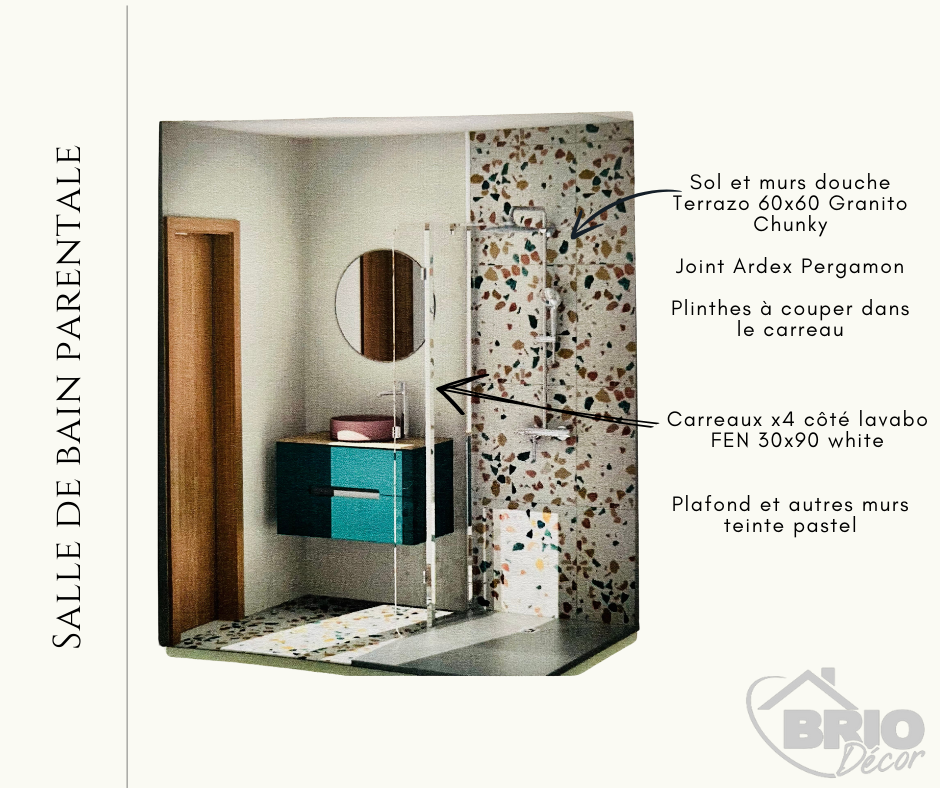 SALLE DE BAIN PARENTALE
Sol et murs douche
Terrazo 60x60 Granito
Chunky
Joint Ardex Pergamon
Plinthes à couper dans
le carreau
Carreaux x4 côté lavabo
FEN 30x90 white
Plafond et autres murs
teinte pastel
BRIO
Décor